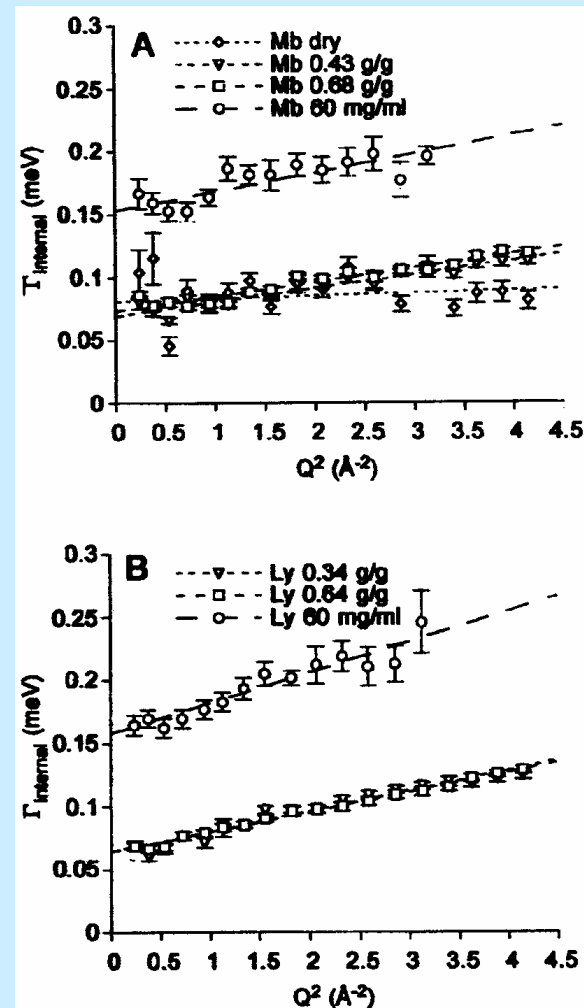 A
Mb dry
Mb 0.43 g/g
Mb 0.68 g/g
Mb 60 mg/ml
0.3
0.25
0.2
0.15
0.1
0.05
0
Γinternal (meV)
0 0.5 1 1.5 2 2.5 3 3.5 4 4.5
Q² (Å⁻²)
B
Ly 0.34 g/g
Ly 0.64 g/g
Ly 60 mg/ml
0.3
0.25
0.2
0.15
0.1
0.05
0
Γinternal (meV)
0 0.5 1 1.5 2 2.5 3 3.5 4 4.5
Q² (Å⁻²)